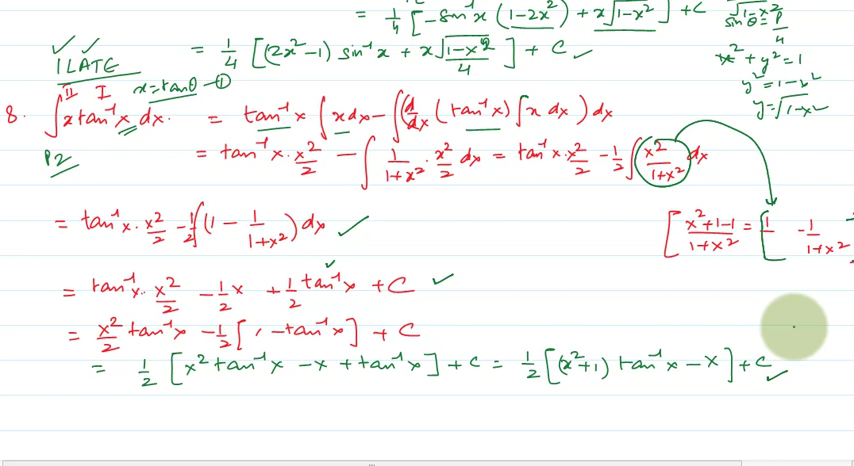 = 1/4 [-sin⁻¹x (1-2x²) + x√1-x²] + C
√1-x²
sinθ = P
4
ILATE = 1/4 [(2x²-1) sin⁻¹x + x√1-x²] + C
4
x² + y² = 1
y² = 1-x²
y = √1-x²
II I x = tanθ -①
8. ∫x tan⁻¹x dx. = tan⁻¹x ∫x dx - ∫(d/dx (tan⁻¹x) ∫x dx) dx
P2 = tan⁻¹x · x²/2 - ∫ 1/1+x² · x²/2 dx = tan⁻¹x · x²/2 - 1/2 ∫ x²/1+x² dx
= tan⁻¹x · x²/2 - 1/2 ∫(1 - 1/1+x²) dx
[x²+1-1/1+x² = [1 - 1/1+x²
= tan⁻¹x · x²/2 - 1/2 x + 1/2 tan⁻¹x + C
= x²/2 tan⁻¹x - 1/2 [ - tan⁻¹x] + C
= 1/2 [x² tan⁻¹x - x + tan⁻¹x] + C = 1/2 [(x²+1) tan⁻¹x - x] + C